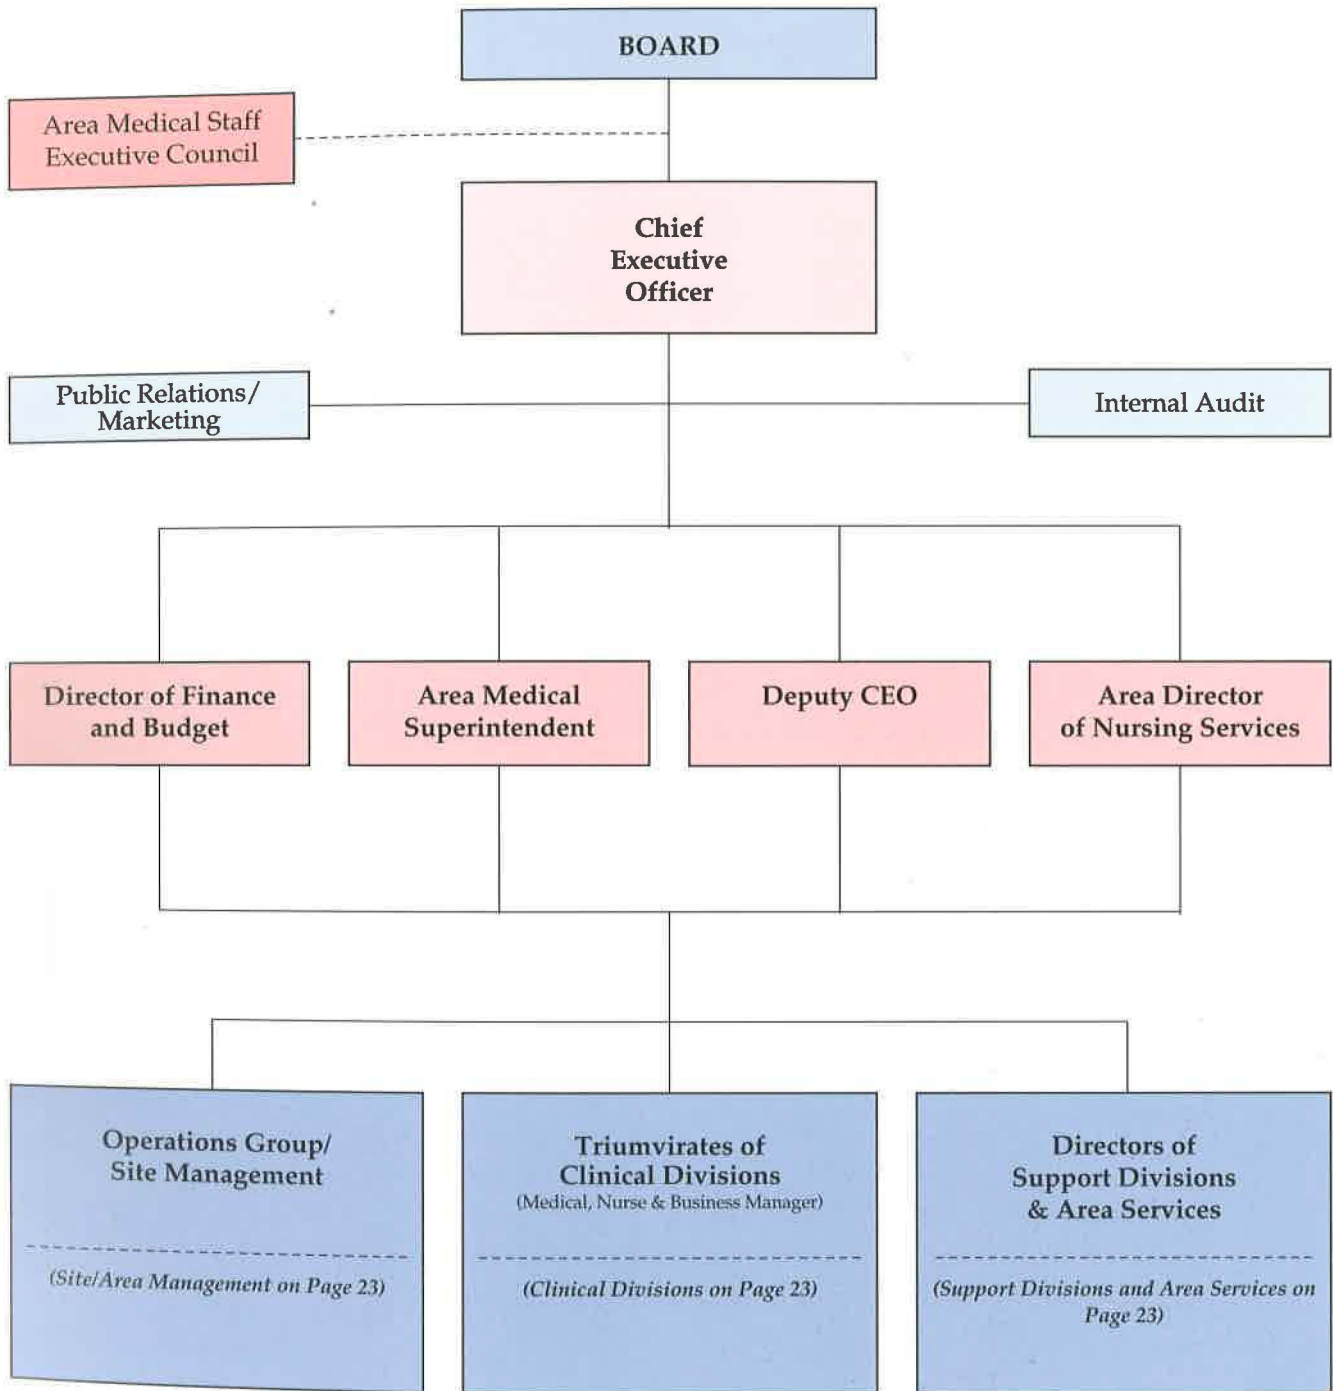 BOARD
Area Medical Staff
Executive Council
Chief
Executive
Officer
Public Relations/
Marketing
Internal Audit
Director of Finance
and Budget
Area Medical
Superintendent
Deputy CEO
Area Director
of Nursing Services
Operations Group/
Site Management
(Site/Area Management on Page 23)
Triumvirates of
Clinical Divisions
(Medical, Nurse & Business Manager)
(Clinical Divisions on Page 23)
Directors of
Support Divisions
& Area Services
(Support Divisions and Area Services on
Page 23)